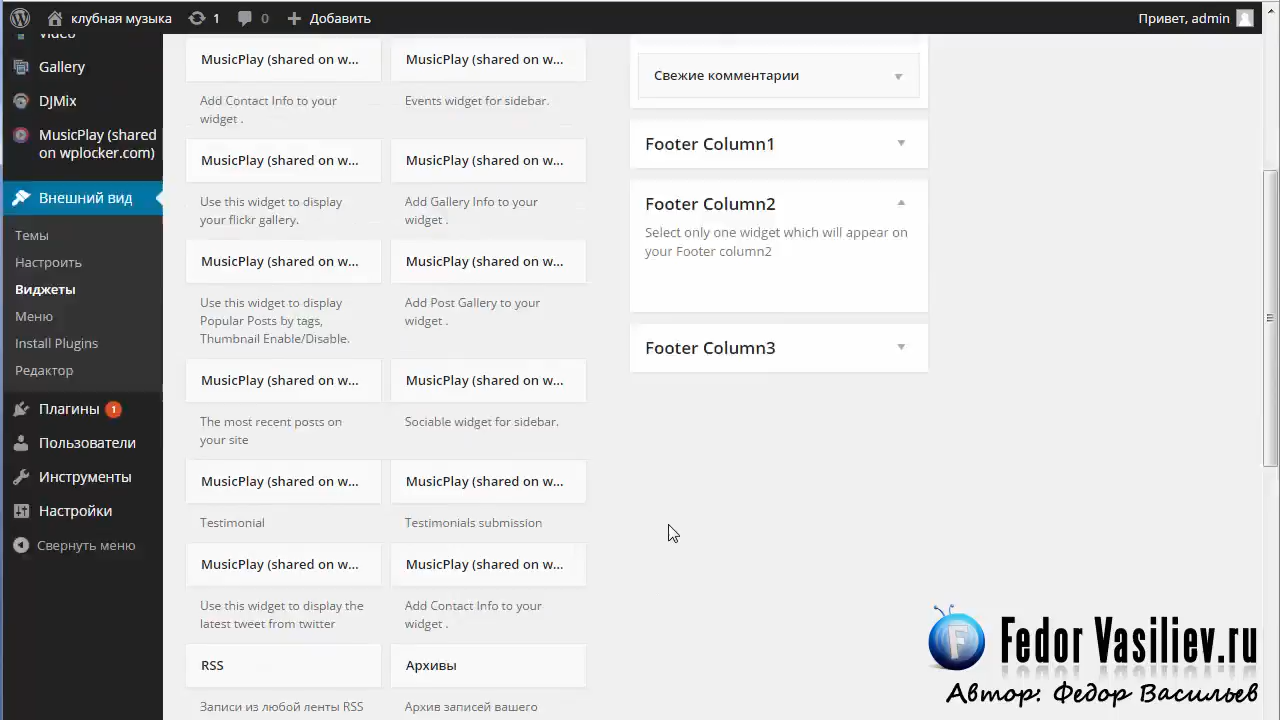 клубная музыка
1
0
Добавить
Привет, admin
Video
Gallery
DJMix
MusicPlay (shared
on wplocker.com)
Внешний вид
Темы
Настроить
Виджеты
Меню
Install Plugins
Редактор
Плагины 1
Пользователи
Инструменты
Настройки
Свернуть меню
MusicPlay (shared on w...
MusicPlay (shared on w...
Add Contact Info to your
widget .
Events widget for sidebar.
MusicPlay (shared on w...
MusicPlay (shared on w...
Use this widget to display
your flickr gallery.
Add Gallery Info to your
widget .
MusicPlay (shared on w...
MusicPlay (shared on w...
Use this widget to display
Popular Posts by tags,
Thumbnail Enable/Disable.
Add Post Gallery to your
widget .
MusicPlay (shared on w...
MusicPlay (shared on w...
The most recent posts on
your site
Sociable widget for sidebar.
MusicPlay (shared on w...
MusicPlay (shared on w...
Testimonial
Testimonials submission
MusicPlay (shared on w...
MusicPlay (shared on w...
Use this widget to display the
latest tweet from twitter
Add Contact Info to your
widget .
RSS
Архивы
Записи из любой ленты RSS
Архив записей вашего
Свежие комментарии
Footer Column1
Footer Column2
Select only one widget which will appear on
your Footer column2
Footer Column3
Fedor Vasiliev.ru
Автор: Федор Васильев